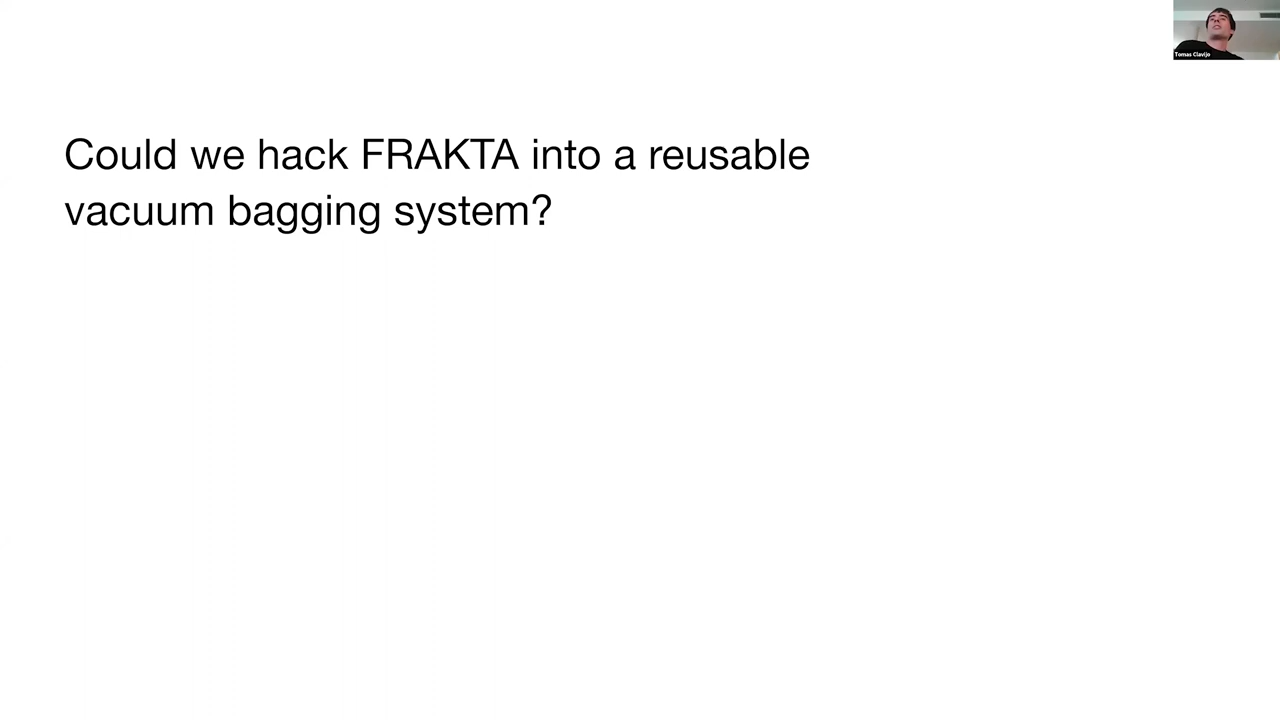 Tomas Clavijo
Could we hack FRAKTA into a reusable
vacuum bagging system?